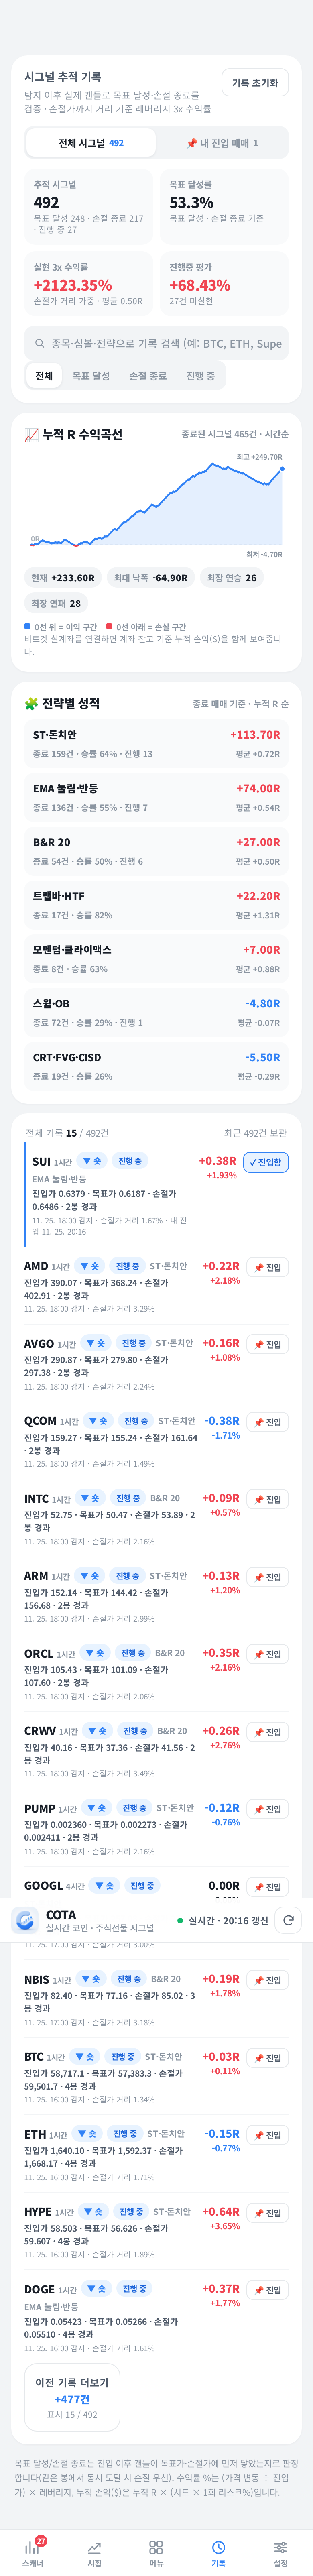 시그널 추적 기록
탐지 이후 실제 캔들로 목표 달성·손절 종료를
검증 · 손절가까지 거리 기준 레버리지 3x 수익률
기록 초기화
전체 시그널 492
📌 내 진입 매매 1
추적 시그널
492
목표 달성 248 · 손절 종료 217
· 진행 중 27
목표 달성률
53.3%
목표 달성 · 손절 종료 기준
실현 3x 수익률
+2123.35%
손절가 거리 가중 · 평균 0.50R
진행중 평가
+68.43%
27건 미실현
종목·심볼·전략으로 기록 검색 (예: BTC, ETH, Supe
전체
목표 달성
손절 종료
진행 중
📈 누적 R 수익곡선
종료된 시그널 465건 · 시간순
최고 +249.70R
0R
최저 -4.70R
현재 +233.60R
최대 낙폭 -64.90R
최장 연승 26
최장 연패 28
0선 위 = 이익 구간
0선 아래 = 손실 구간
비트겟 실계좌를 연결하면 계좌 잔고 기준 누적 손익($)을 함께 보여줍니
다.
🧩 전략별 성적
종료 매매 기준 · 누적 R 순
ST·돈치안
+113.70R
종료 159건 · 승률 64% · 진행 13
평균 +0.72R
EMA 눌림·반등
+74.00R
종료 136건 · 승률 55% · 진행 7
평균 +0.54R
B&R 20
+27.00R
종료 54건 · 승률 50% · 진행 6
평균 +0.50R
트랩바·HTF
+22.20R
종료 17건 · 승률 82%
평균 +1.31R
모멘텀·클라이맥스
+7.00R
종료 8건 · 승률 63%
평균 +0.88R
스윕·OB
-4.80R
종료 72건 · 승률 29% · 진행 1
평균 -0.07R
CRT·FVG·CISD
-5.50R
종료 19건 · 승률 26%
평균 -0.29R
전체 기록 15 / 492건
최근 492건 보관
SUI 1시간 ▼ 숏 진행 중
+0.38R
✓ 진입함
EMA 눌림·반등
+1.93%
진입가 0.6379 · 목표가 0.6187 · 손절가
0.6486 · 2봉 경과
11. 25. 18:00 감지 · 손절가 거리 1.67% · 내 진
입 11. 25. 20:16
AMD 1시간 ▼ 숏 진행 중 ST·돈치안
+0.22R
📌 진입
+2.18%
진입가 390.07 · 목표가 368.24 · 손절가
402.91 · 2봉 경과
11. 25. 18:00 감지 · 손절가 거리 3.29%
AVGO 1시간 ▼ 숏 진행 중 ST·돈치안
+0.16R
📌 진입
+1.08%
진입가 290.87 · 목표가 279.80 · 손절가
297.38 · 2봉 경과
11. 25. 18:00 감지 · 손절가 거리 2.24%
QCOM 1시간 ▼ 숏 진행 중 ST·돈치안
-0.38R
📌 진입
-1.71%
진입가 159.27 · 목표가 155.24 · 손절가 161.64
· 2봉 경과
11. 25. 18:00 감지 · 손절가 거리 1.49%
INTC 1시간 ▼ 숏 진행 중 B&R 20
+0.09R
📌 진입
+0.57%
진입가 52.75 · 목표가 50.47 · 손절가 53.89 · 2
봉 경과
11. 25. 18:00 감지 · 손절가 거리 2.16%
ARM 1시간 ▼ 숏 진행 중 ST·돈치안
+0.13R
📌 진입
+1.20%
진입가 152.14 · 목표가 144.42 · 손절가
156.68 · 2봉 경과
11. 25. 18:00 감지 · 손절가 거리 2.99%
ORCL 1시간 ▼ 숏 진행 중 B&R 20
+0.35R
📌 진입
+2.16%
진입가 105.43 · 목표가 101.09 · 손절가
107.60 · 2봉 경과
11. 25. 18:00 감지 · 손절가 거리 2.06%
CRWV 1시간 ▼ 숏 진행 중 B&R 20
+0.26R
📌 진입
+2.76%
진입가 40.16 · 목표가 37.36 · 손절가 41.56 · 2
봉 경과
11. 25. 18:00 감지 · 손절가 거리 3.49%
PUMP 1시간 ▼ 숏 진행 중 ST·돈치안
-0.12R
📌 진입
-0.76%
진입가 0.002360 · 목표가 0.002273 · 손절가
0.002411 · 2봉 경과
11. 25. 18:00 감지 · 손절가 거리 2.16%
GOOGL 4시간 ▼ 숏 진행 중
0.00R
📌 진입
COTA
실시간 코인 · 주식선물 시그널
실시간 · 20:16 갱신
11. 25. 17:00 감지 · 손절가 거리 3.00%
NBIS 1시간 ▼ 숏 진행 중 B&R 20
+0.19R
📌 진입
+1.78%
진입가 82.40 · 목표가 77.16 · 손절가 85.02 · 3
봉 경과
11. 25. 17:00 감지 · 손절가 거리 3.18%
BTC 1시간 ▼ 숏 진행 중 ST·돈치안
+0.03R
📌 진입
+0.11%
진입가 58,717.1 · 목표가 57,383.3 · 손절가
59,501.7 · 4봉 경과
11. 25. 16:00 감지 · 손절가 거리 1.34%
ETH 1시간 ▼ 숏 진행 중 ST·돈치안
-0.15R
📌 진입
-0.77%
진입가 1,640.10 · 목표가 1,592.37 · 손절가
1,668.17 · 4봉 경과
11. 25. 16:00 감지 · 손절가 거리 1.71%
HYPE 1시간 ▼ 숏 진행 중 ST·돈치안
+0.64R
📌 진입
+3.65%
진입가 58.503 · 목표가 56.626 · 손절가
59.607 · 4봉 경과
11. 25. 16:00 감지 · 손절가 거리 1.89%
DOGE 1시간 ▼ 숏 진행 중
+0.37R
📌 진입
EMA 눌림·반등
+1.77%
진입가 0.05423 · 목표가 0.05266 · 손절가
0.05510 · 4봉 경과
11. 25. 16:00 감지 · 손절가 거리 1.61%
이전 기록 더보기
+477건
표시 15 / 492
목표 달성/손절 종료는 진입 이후 캔들이 목표가·손절가에 먼저 닿았는지로 판정
합니다(같은 봉에서 동시 도달 시 손절 우선). 수익률 %는 (가격 변동 ÷ 진입
가) × 레버리지, 누적 손익($)은 누적 R × (시드 × 1회 리스크%)입니다.
27
스캐너
시황
메뉴
기록
설정